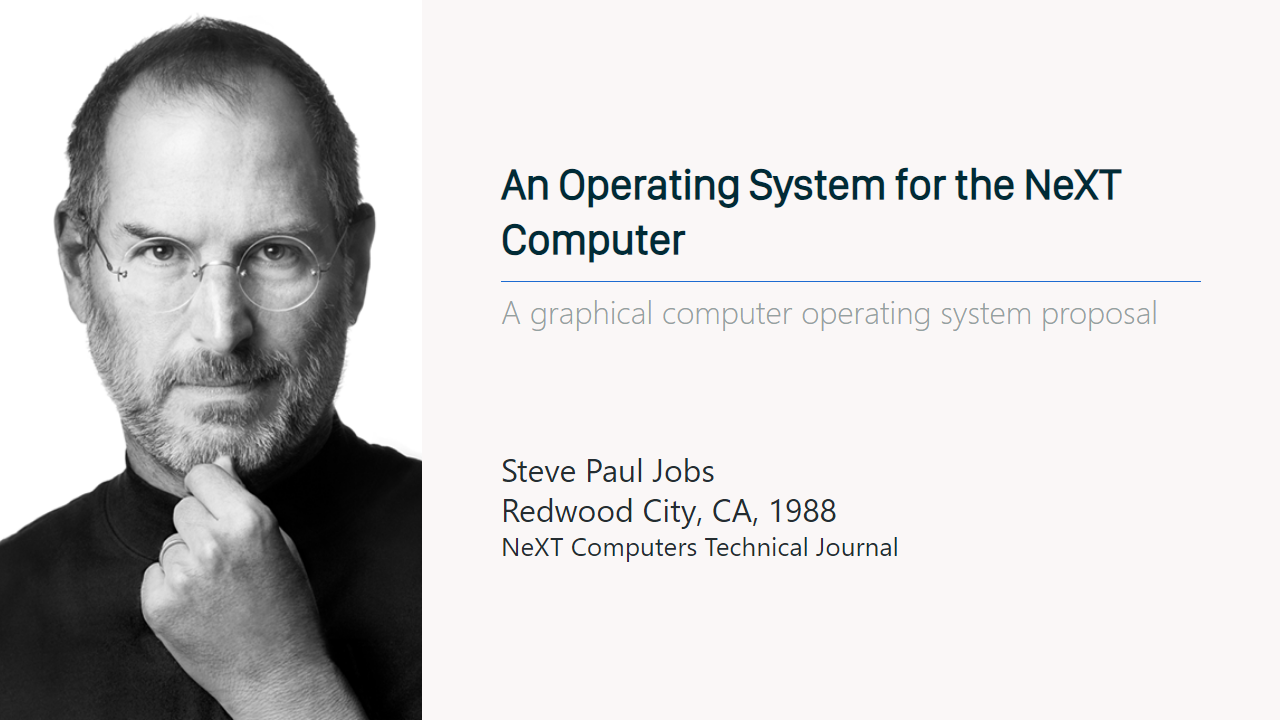 An Operating System for the NeXT
Computer
A graphical computer operating system proposal
Steve Paul Jobs
Redwood City, CA, 1988
NeXT Computers Technical Journal